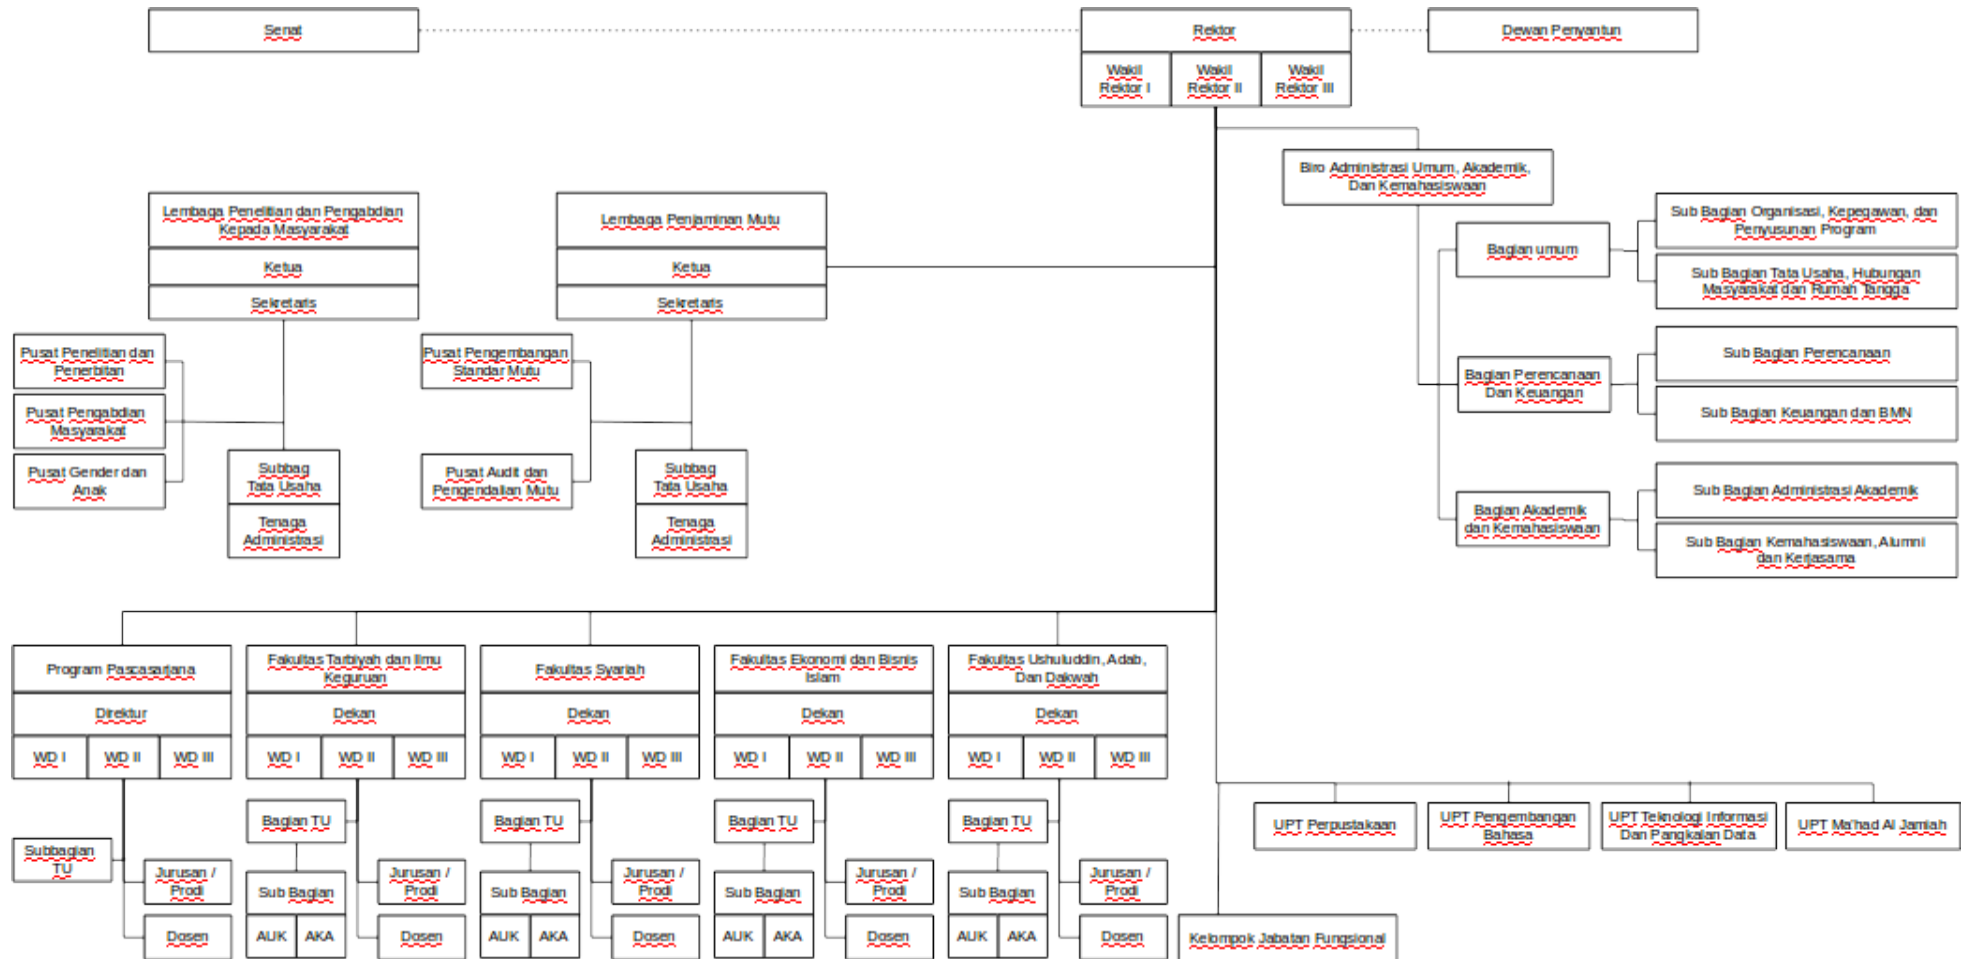 Senat
Rektor
Dewan Penyantun
Wakil
Rektor I
Wakil
Rektor II
Wakil
Rektor III
Biro Administrasi Umum, Akademik,
Dan Kemahasiswaan
Lembaga Penelitian dan Pengabdian
Kepada Masyarakat
Ketua
Sekretaris
Lembaga Penjaminan Mutu
Ketua
Sekretaris
Bagian umum
Sub Bagian Organisasi, Kepegawan, dan
Penyusunan Program
Sub Bagian Tata Usaha, Hubungan
Masyarakat dan Rumah Tangga
Pusat Penelitian dan
Penerbitan
Pusat Pengabdian
Masyarakat
Pusat Gender dan
Anak
Subbag
Tata Usaha
Tenaga
Administrasi
Pusat Pengembangan
Standar Mutu
Pusat Audit dan
Pengendalian Mutu
Subbag
Tata Usaha
Tenaga
Administrasi
Bagian Perencanaan
Dan Keuangan
Sub Bagian Perencanaan
Sub Bagian Keuangan dan BMN
Bagian Akademik
dan Kemahasiswaan
Sub Bagian Administrasi Akademik
Sub Bagian Kemahasiswaan, Alumni
dan Kerjasama
Program Pascasarjana
Direktur
WD I
WD II
WD III
Subbagian
TU
Jurusan /
Prodi
Dosen
Fakultas Tarbiyah dan Ilmu
Keguruan
Dekan
WD I
WD II
WD III
Bagian TU
Sub Bagian
AUK
AKA
Jurusan /
Prodi
Dosen
Fakultas Syariah
Dekan
WD I
WD II
WD III
Bagian TU
Sub Bagian
AUK
AKA
Jurusan /
Prodi
Dosen
Fakultas Ekonomi dan Bisnis
Islam
Dekan
WD I
WD II
WD III
Bagian TU
Sub Bagian
AUK
AKA
Jurusan /
Prodi
Dosen
Fakultas Ushuluddin, Adab,
Dan Dakwah
Dekan
WD I
WD II
WD III
Bagian TU
Sub Bagian
AUK
AKA
Jurusan /
Prodi
Dosen
UPT Perpustakaan
UPT Pengembangan
Bahasa
UPT Teknologi Informasi
Dan Pangkalan Data
UPT Ma'had Al Jamiah
Kelompok Jabatan Fungsional